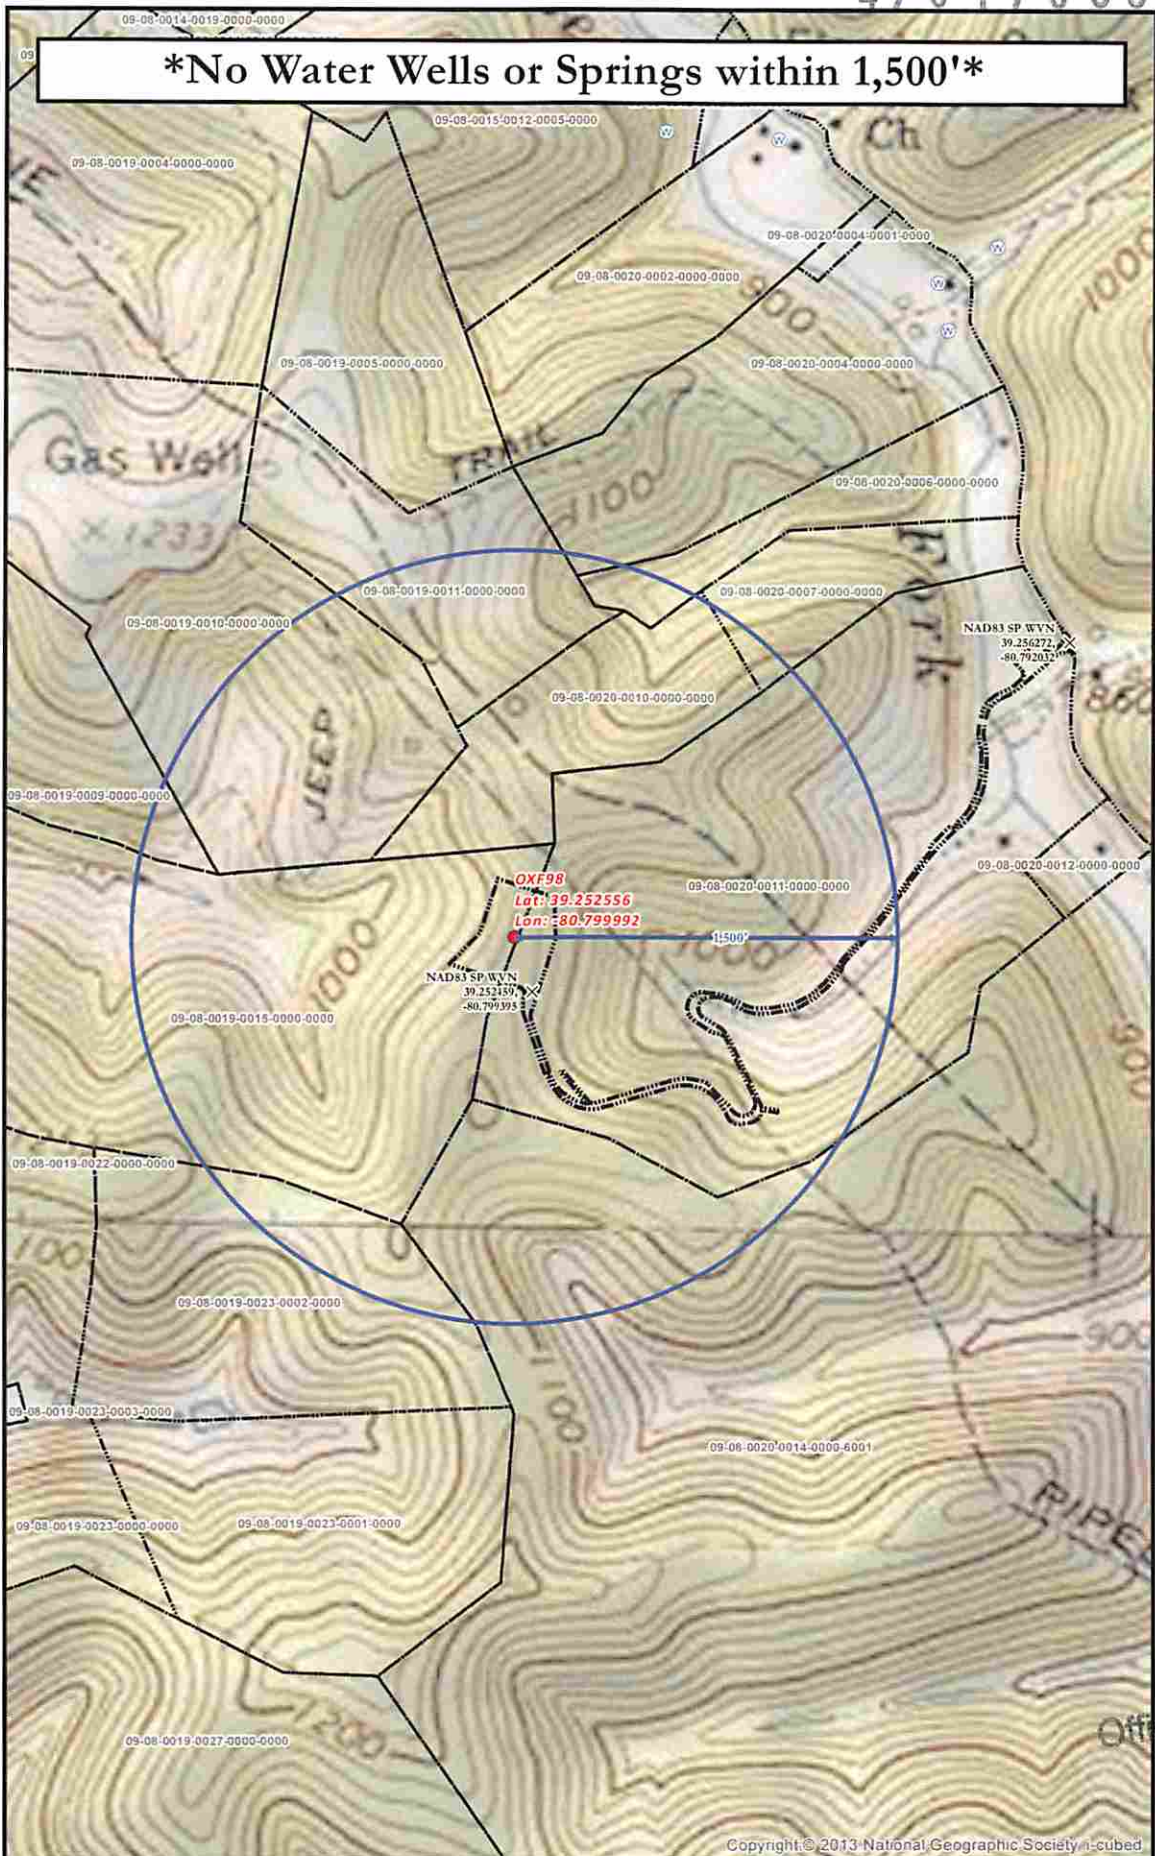 09-08-0014-0019-0000-0000
*No Water Wells or Springs within 1,500'*
09-08-0015-0012-0005-0000
W
W
Ch
09-08-0019-0004-0000-0000
09-08-0020-0004-0001-0000
W
09-08-0020-0002-0000-0000
W
900
1000
W
09-08-0019-0005-0000-0000
09-08-0020-0004-0000-0000
Gas Well
TRAIL
1100
09-08-0020-0006-0000-0000
X 1233
Fork
09-08-0019-0011-0000-0000
09-08-0020-0007-0000-0000
09-08-0019-0010-0000-0000
NAD83 SP WVN
39.256272,
-80.792032
09-08-0020-0010-0000-0000
860
JEEP
09-08-0019-0009-0000-0000
09-08-0020-0012-0000-0000
OXF98
Lat: 39.252556
Lon: -80.799992
09-08-0020-0011-0000-0000
1,500'
1000
1000
NAD83 SP WVN
39.252459,
-80.799395
09-08-0019-0015-0000-0000
900
09-08-0019-0022-0000-0000
1100
09-08-0019-0023-0002-0000
900
1100
09-08-0019-0023-0003-0000
09-08-0020-0014-0000-6001
09-08-0019-0023-0000-0000
09-08-0019-0023-0001-0000
PIPE
1200
09-08-0019-0027-0000-0000
Copyright:© 2013 National Geographic Society, i-cubed